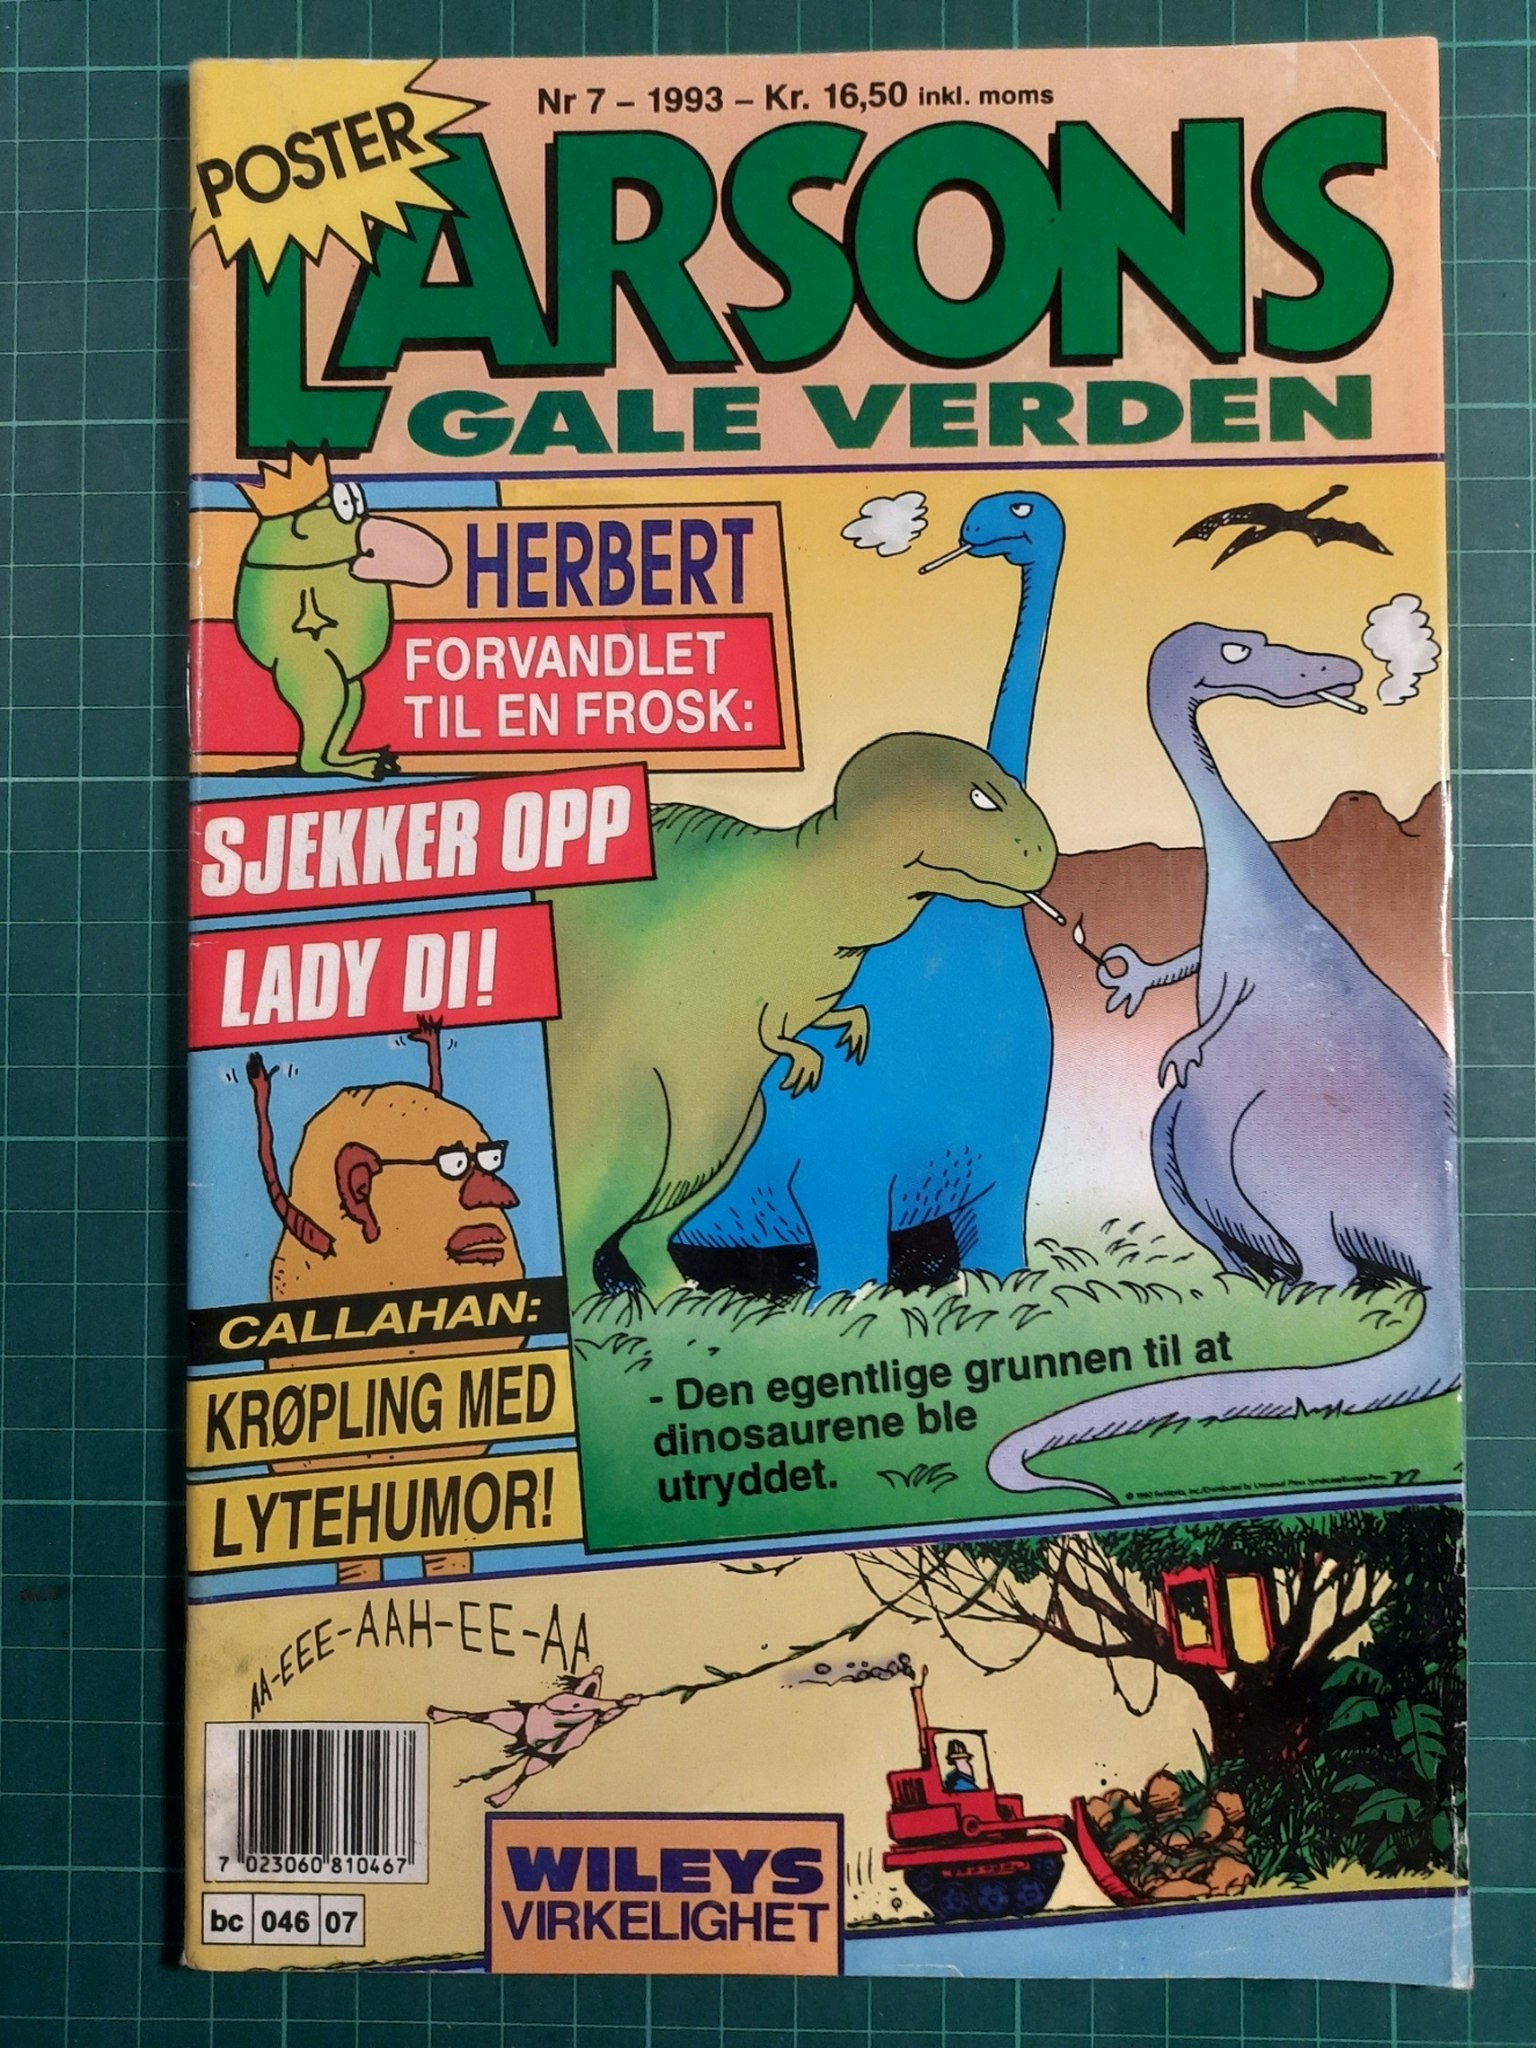 POSTER
Nr 7 – 1993 – Kr. 16,50 inkl. moms
LARSONS
GALE VERDEN
HERBERT
FORVANDLET
TIL EN FROSK:
SJEKKER OPP
LADY DI!
CALLAHAN:
KRØPLING MED
LYTEHUMOR!
- Den egentlige grunnen til at
dinosaurene ble
utryddet.
AA-EEE-AAH-EE-AA
7 023060 810467
bc 046 07
WILEYS
VIRKELIGHET